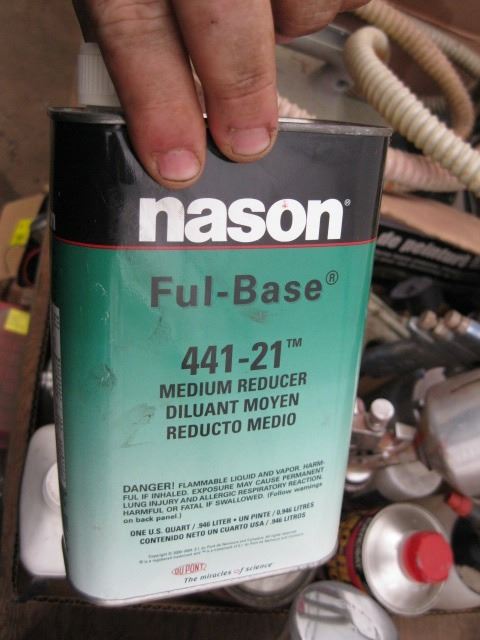 nason®
Ful-Base®
441-21™
MEDIUM REDUCER
DILUANT MOYEN
REDUCTO MEDIO
DANGER! FLAMMABLE LIQUID AND VAPOR. HARM-
FUL IF INHALED. EXPOSURE MAY CAUSE PERMANENT
LUNG INJURY AND ALLERGIC RESPIRATORY REACTION.
HARMFUL OR FATAL IF SWALLOWED. (Follow warnings
on back panel.)
ONE U.S. QUART / .946 LITER • UN PINTE / 0,946 LITRES
CONTENIDO NETO UN CUARTO USA / .946 LITROS
DUPONT
The miracles of science™
de peinture